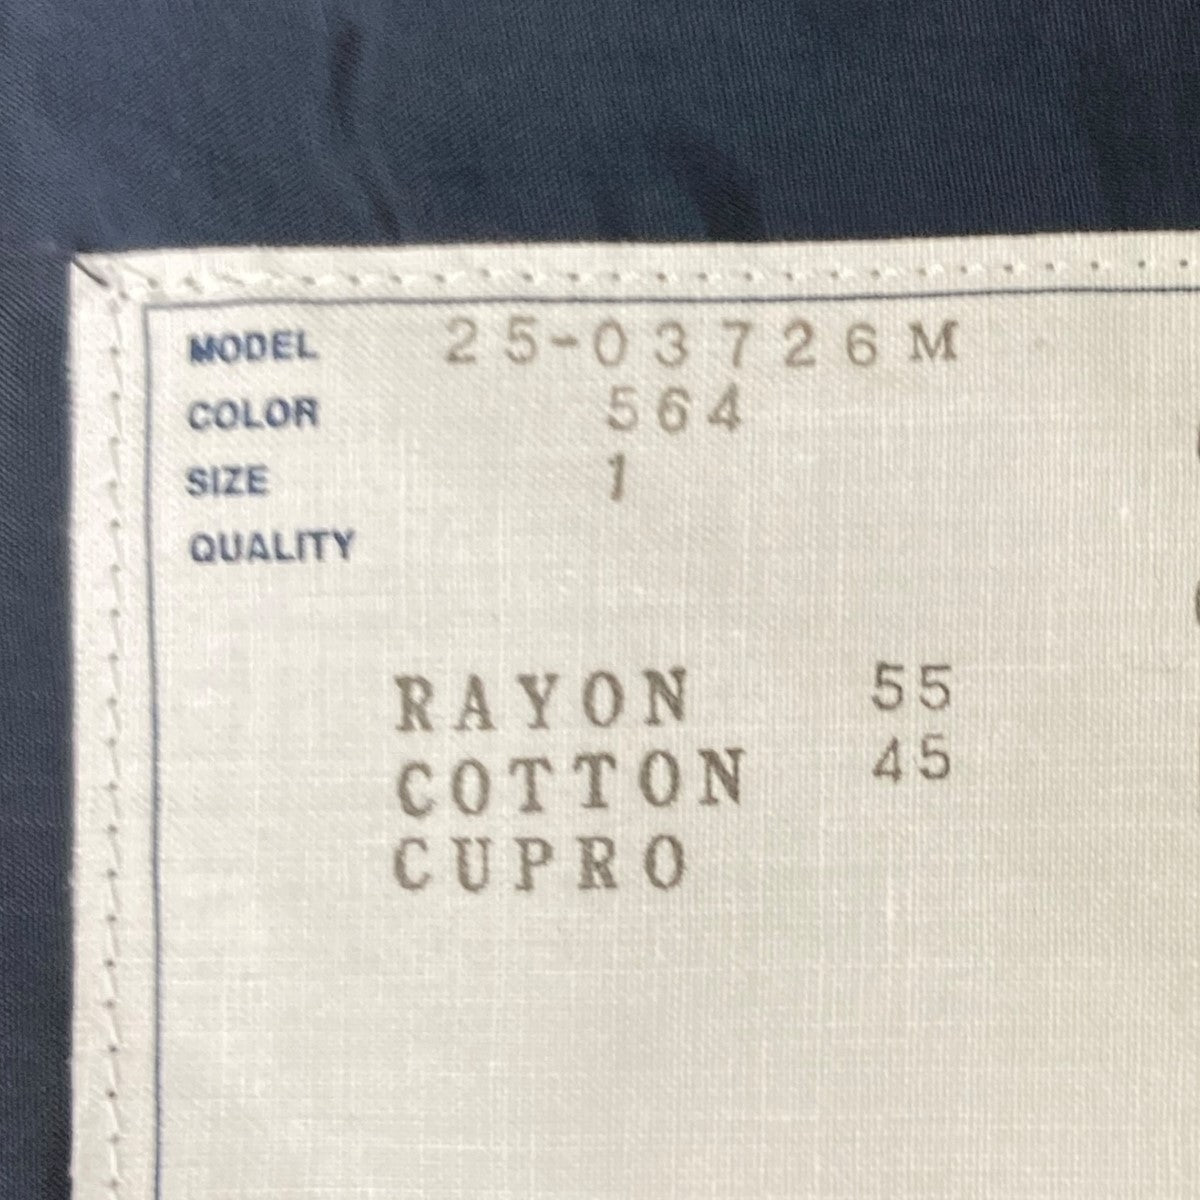 MODEL 25-03726M
COLOR 564
SIZE 1
QUALITY
RAYON 55
COTTON 45
CUPRO